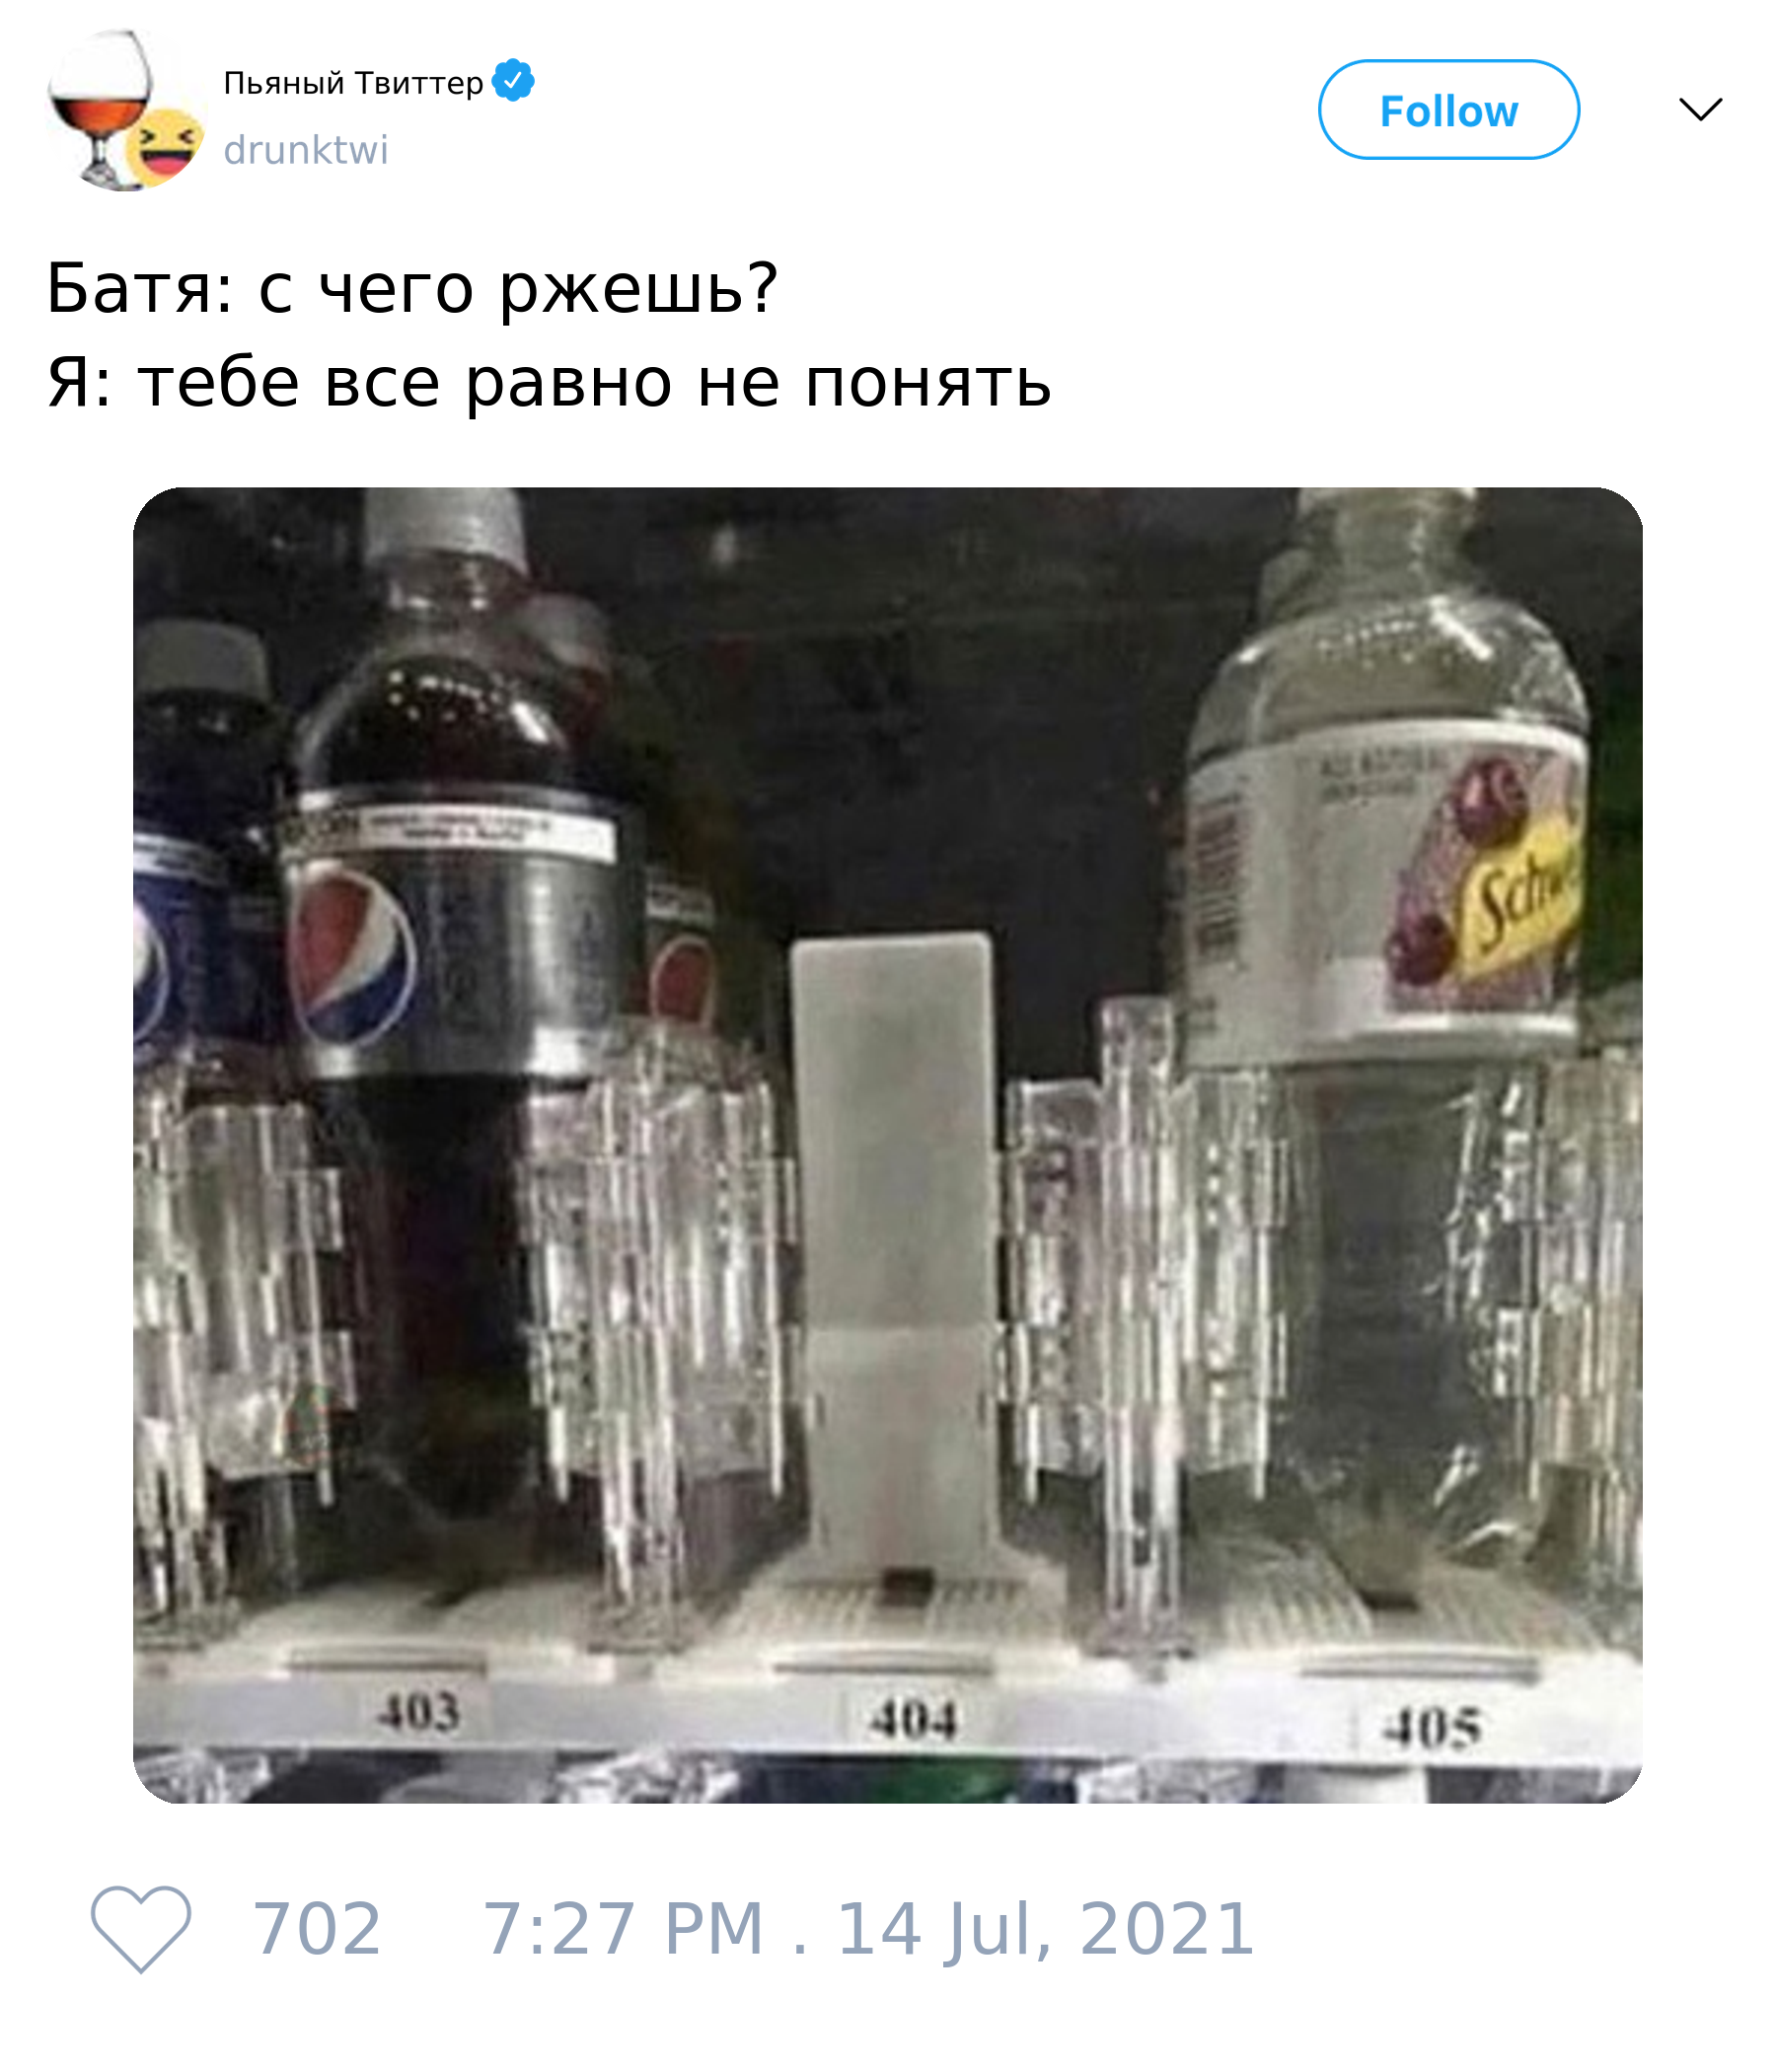 Пьяный Твиттер
drunktwi
Follow
Батя: с чего ржешь?
Я: тебе все равно не понять
403
404
405
702 7:27 PM . 14 Jul, 2021